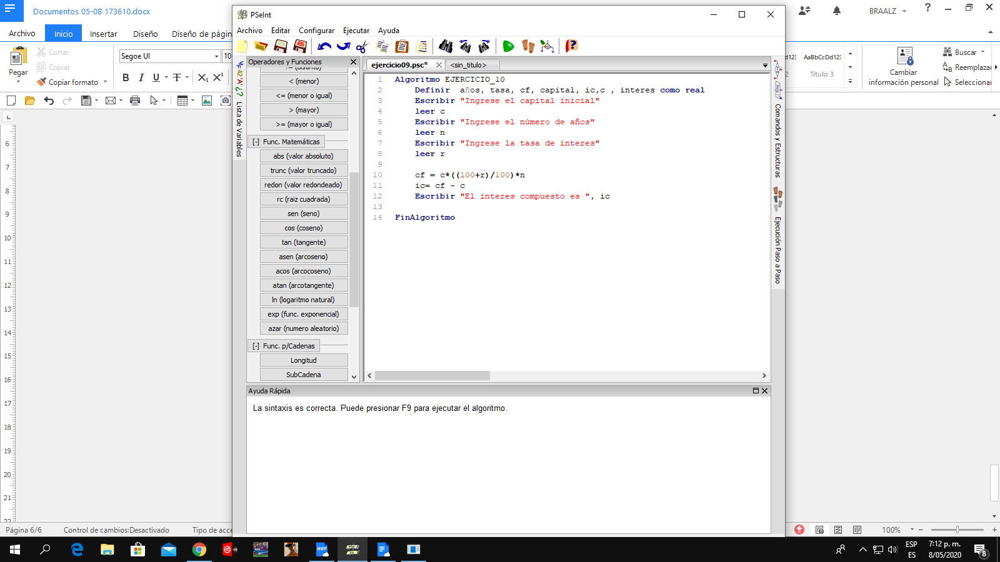 Documentos 05-08 173610.docx
BRAALZ
Archivo
Inicio
Insertar
Diseño
Diseño de págin
Pegar
Cortar
Copiar
Copiar formato
Segoe UI
10
B I U T X₁ X¹
AaBbCcDd123
Título 3
Cambiar
información personal
Buscar
Reemplazar
Seleccionar
PSeInt
Archivo Editar Configurar Ejecutar Ayuda
Operadores y Funciones
< (menor)
<= (menor o igual)
> (mayor)
>= (mayor o igual)
[-] Func. Matemáticas
abs (valor absoluto)
trunc (valor truncado)
redon (valor redondeado)
rc (raiz cuadrada)
sen (seno)
cos (coseno)
tan (tangente)
asen (arcoseno)
acos (arcocoseno)
atan (arcotangente)
ln (logaritmo natural)
exp (func. exponencial)
azar (numero aleatorio)
[-] Func. p/Cadenas
Longitud
SubCadena
Lista de Variables
ejercicio09.psc*
<sin_titulo>
1 Algoritmo EJERCICIO_10
2 Definir años, tasa, cf, capital, ic,c , interes como real
3 Escribir "Ingrese el capital inicial"
4 leer c
5 Escribir "Ingrese el número de años"
6 leer n
7 Escribir "Ingrese la tasa de interes"
8 leer r
9
10 cf = c*((100+r)/100)*n
11 ic= cf - c
12 Escribir "El interes compuesto es ", ic
13
14 FinAlgoritmo
Comandos y Estructuras
Ejecución Paso a Paso
Ayuda Rápida
La sintaxis es correcta. Puede presionar F9 para ejecutar el algoritmo.
6
7
8
9
10
11
12
13
14
15
16
17
18
19
20
21
22
Página 6/6
Control de cambios:Desactivado
Tipo de acce
100%
ESP
ES
7:12 p. m.
8/05/2020
8